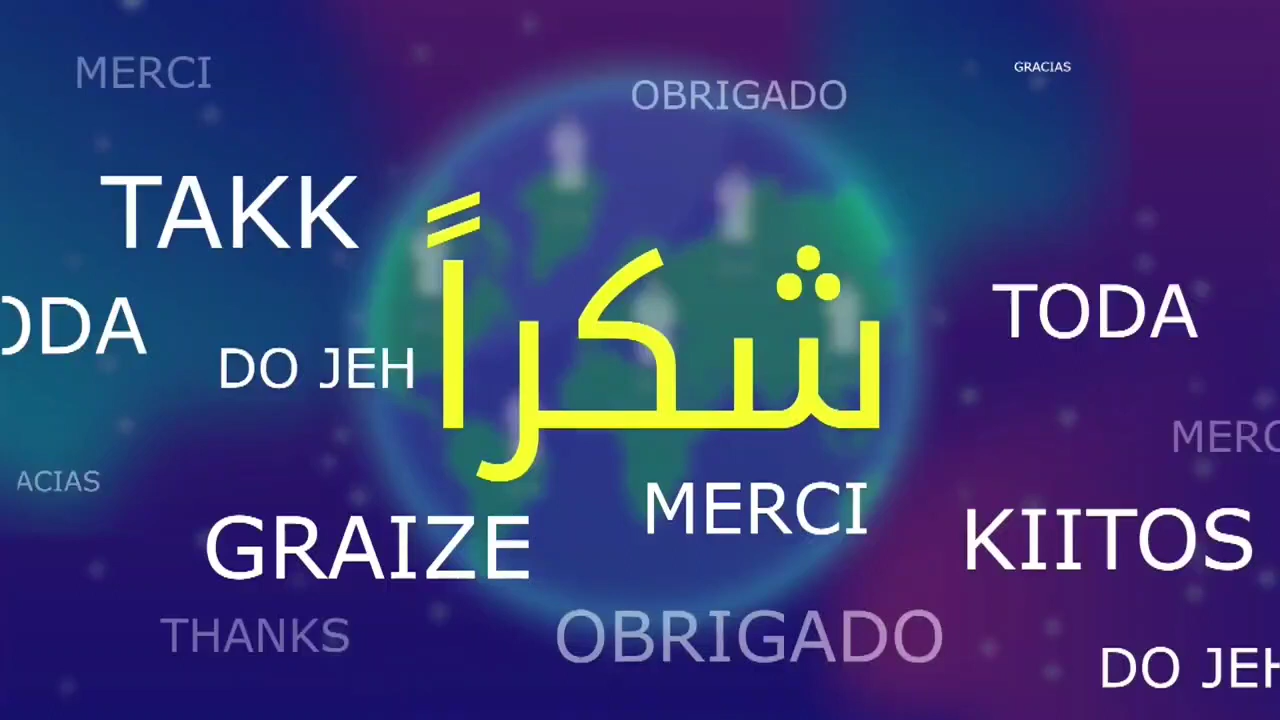 MERCI
OBRIGADO
GRACIAS
TAKK
شكراً
ODA
TODA
DO JEH
MERC
ACIAS
MERCI
GRAIZE
KIITOS
THANKS
OBRIGADO
DO JEH